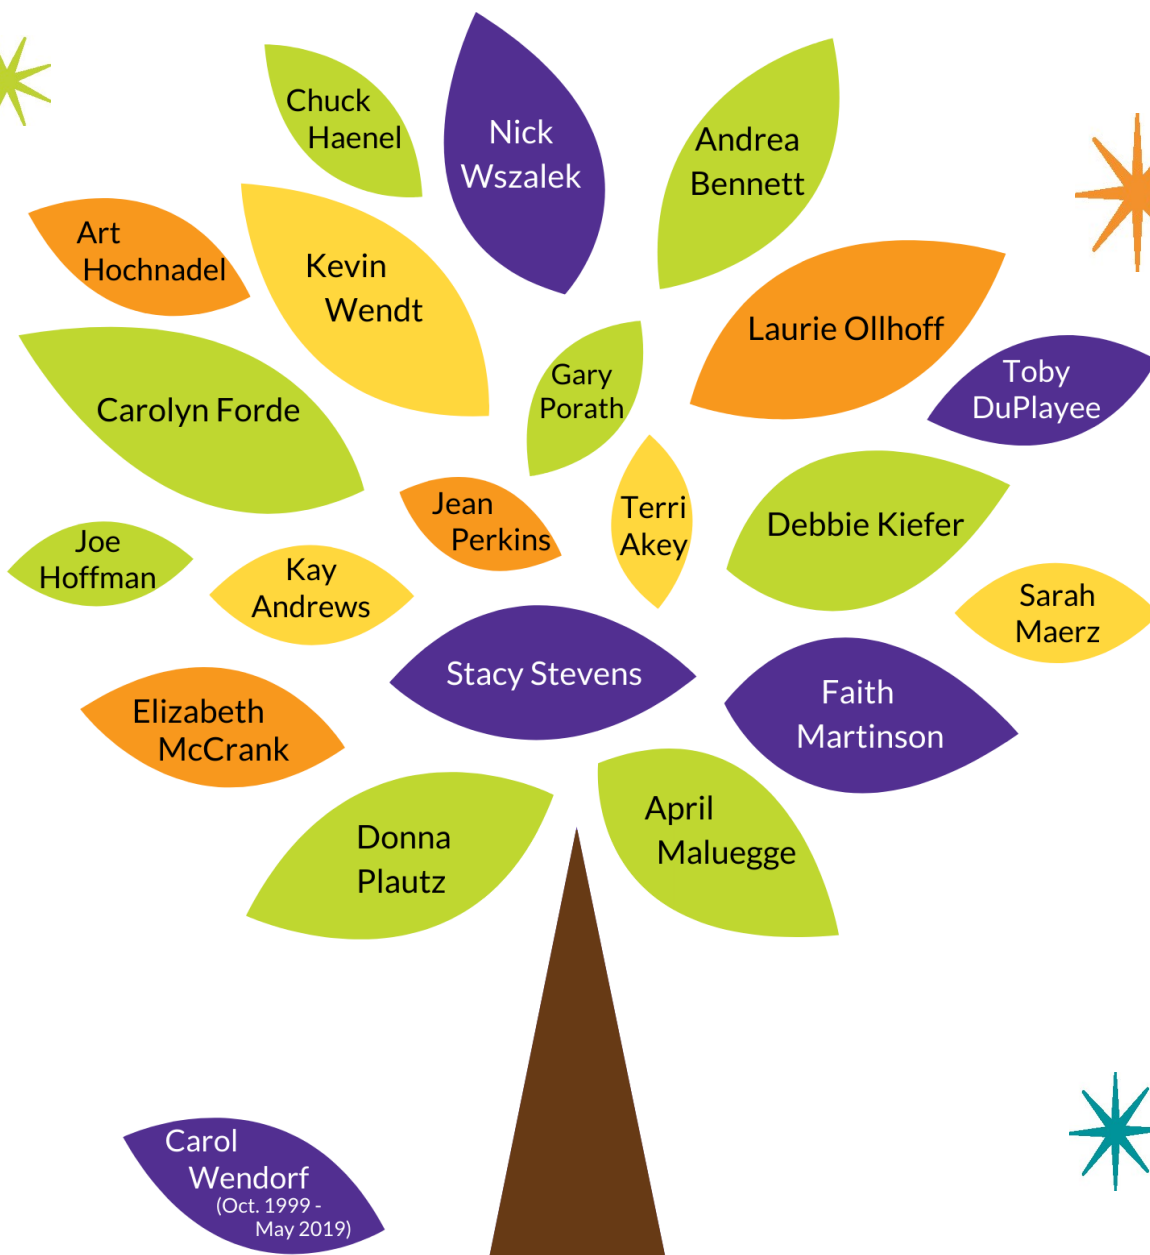 Chuck
Haenel
Nick
Wszalek
Andrea
Bennett
Art
Hochnadel
Kevin
Wendt
Laurie Ollhoff
Toby
DuPlayee
Gary
Porath
Carolyn Forde
Jean
Perkins
Terri
Akey
Debbie Kiefer
Joe
Hoffman
Kay
Andrews
Sarah
Maerz
Stacy Stevens
Faith
Martinson
Elizabeth
McCrank
Donna
Plautz
April
Maluegge
Carol
Wendorf
(Oct. 1999 -
May 2019)